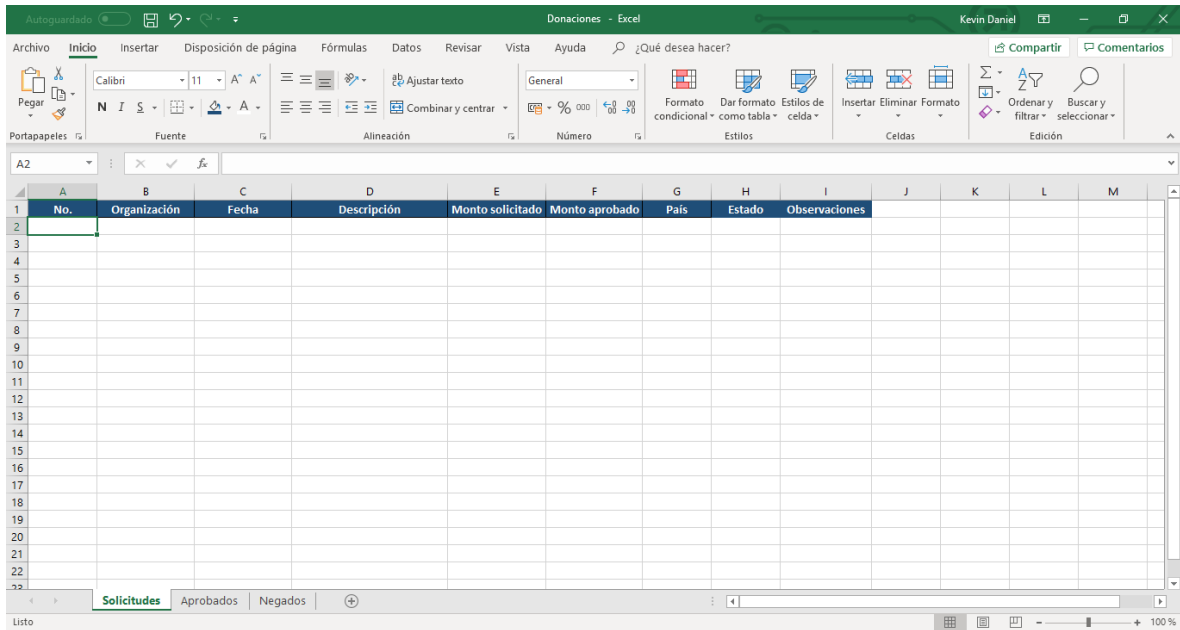 Autoguardado Donaciones - Excel Kevin Daniel
Archivo Inicio Insertar Disposición de página Fórmulas Datos Revisar Vista Ayuda ¿Qué desea hacer? Compartir Comentarios
Pegar
Calibri 11 A^ A˅
N I S A
ab Ajustar texto
Combinar y centrar
General
% 000
Formato condicional
Dar formato como tabla
Estilos de celda
Insertar Eliminar Formato
Ordenar y filtrar
Buscar y seleccionar
Portapapeles Fuente Alineación Número Estilos Celdas Edición
A2 fx
A B C D E F G H I J K L M
1 No. Organización Fecha Descripción Monto solicitado Monto aprobado País Estado Observaciones
2
3
4
5
6
7
8
9
10
11
12
13
14
15
16
17
18
19
20
21
22
23
Solicitudes Aprobados Negados
Listo 100 %